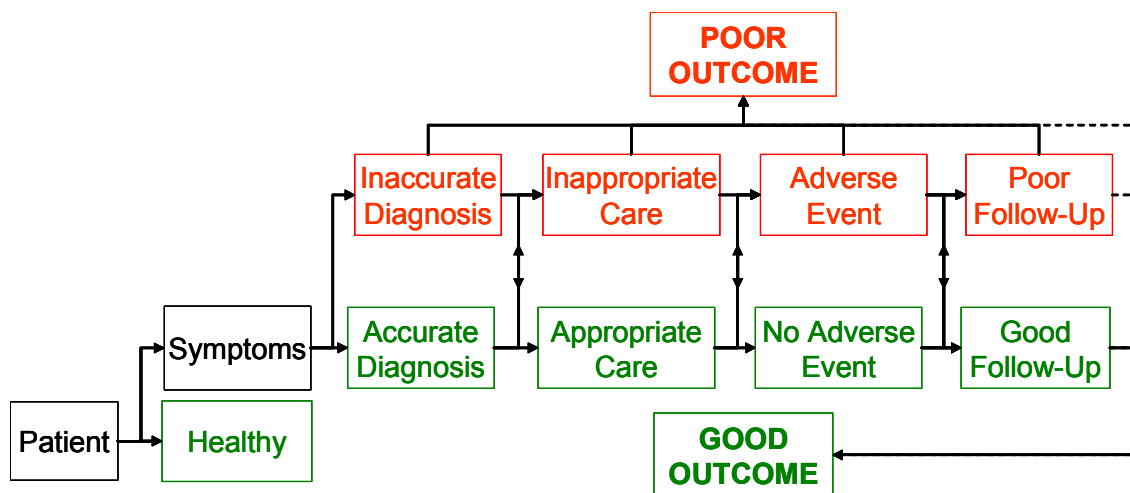 POOR
OUTCOME
Inaccurate
Diagnosis
Inappropriate
Care
Adverse
Event
Poor
Follow-Up
Symptoms
Accurate
Diagnosis
Appropriate
Care
No Adverse
Event
Good
Follow-Up
Patient
Healthy
GOOD
OUTCOME